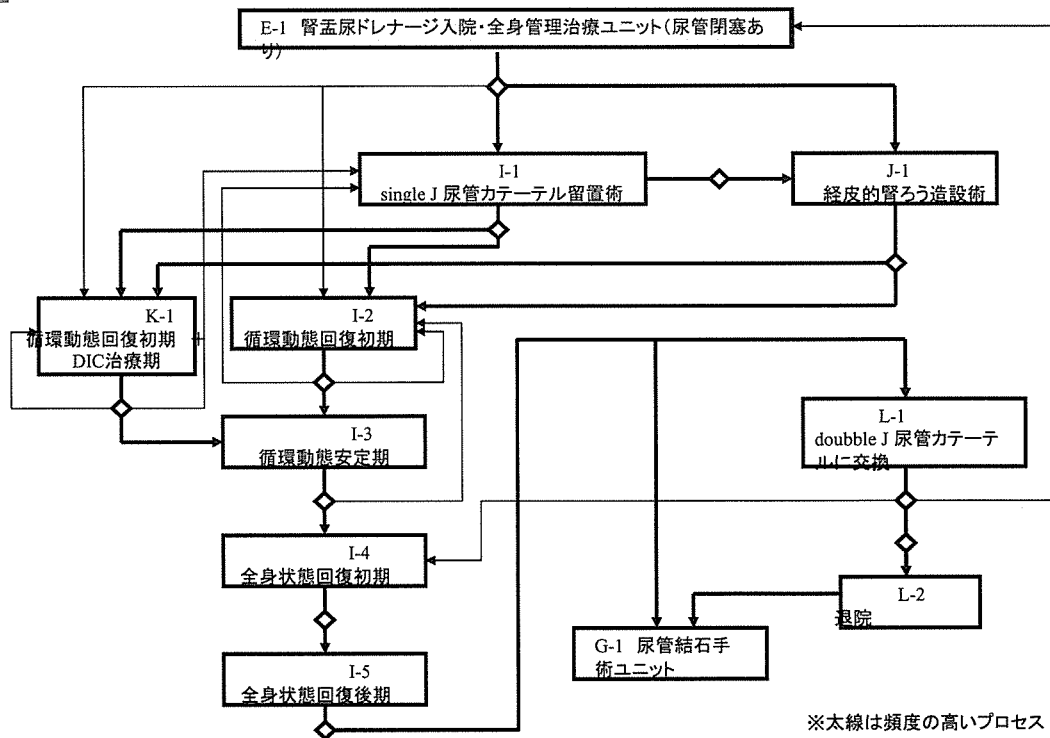 E-1 腎盂尿ドレナージ入院・全身管理治療ユニット(尿管閉塞あ
り)
I-1
single J 尿管カテーテル留置術
J-1
経皮的腎ろう造設術
K-1
循環動態回復初期
DIC治療期
I-2
循環動態回復初期
I-3
循環動態安定期
L-1
doubble J 尿管カテーテ
ルに交換
I-4
全身状態回復初期
L-2
退院
G-1 尿管結石手
術ユニット
I-5
全身状態回復後期
※太線は頻度の高いプロセス